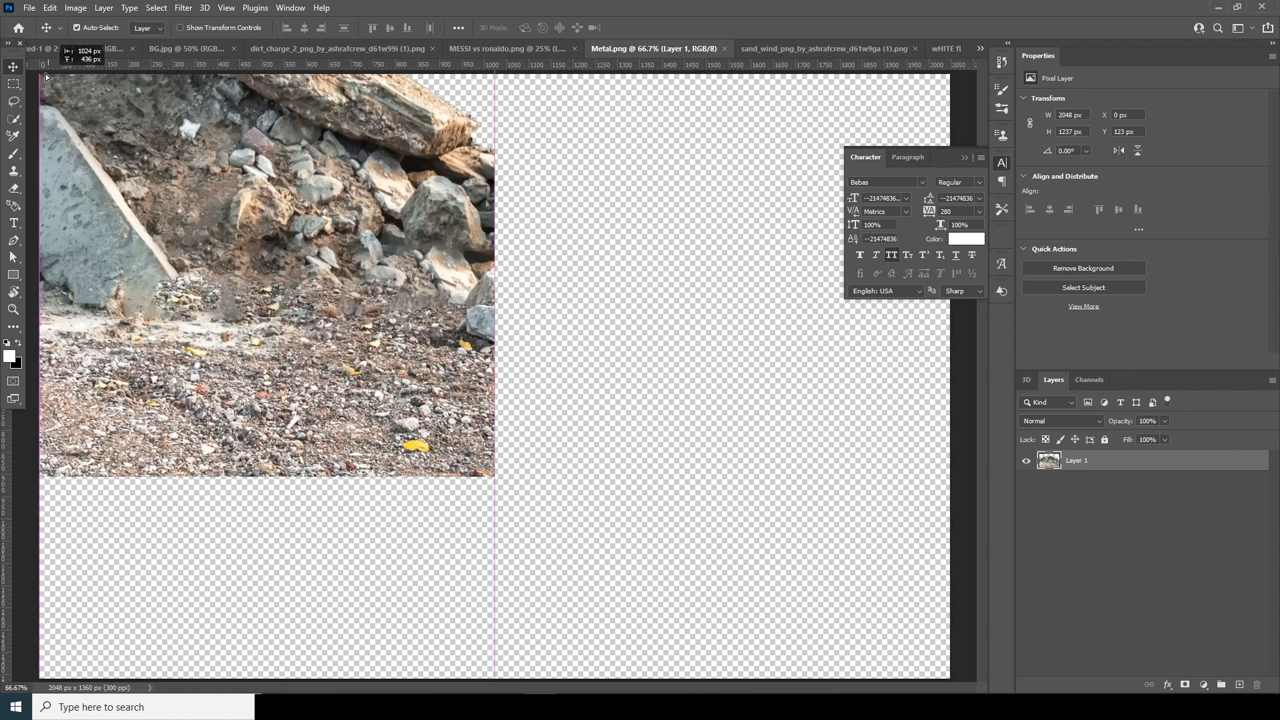 Ps File Edit Image Layer Type Select Filter 3D View Plugins Window Help
Auto-Select: Layer Show Transform Controls 3D Mode:
BG.jpg @ 50% (RGB... × dirt_charge_2_png_by_ashrafcrew_d61w99i (1).png × MESSI vs ronaldo.png @ 25% (L... × Metal.png @ 66.7% (Layer 1, RGB/8) × sand_wind_png_by_ashrafcrew_d61w9ga (1).png × wHITE fl
1024 px
436 px
Properties
Pixel Layer
Transform
W 2048 px X 0 px
H 1237 px Y 123 px
0.00°
Align and Distribute
Align:
Quick Actions
Remove Background
Select Subject
View More
Character Paragraph
Bebas Regular
--21474836... --21474836
Metrics 280
100% 100%
--21474836 Color:
English: USA Sharp
3D Layers Channels
Kind
Normal Opacity: 100%
Lock: Fill: 100%
Layer 1
66.67% 2048 px x 1360 px (300 ppi)
Type here to search